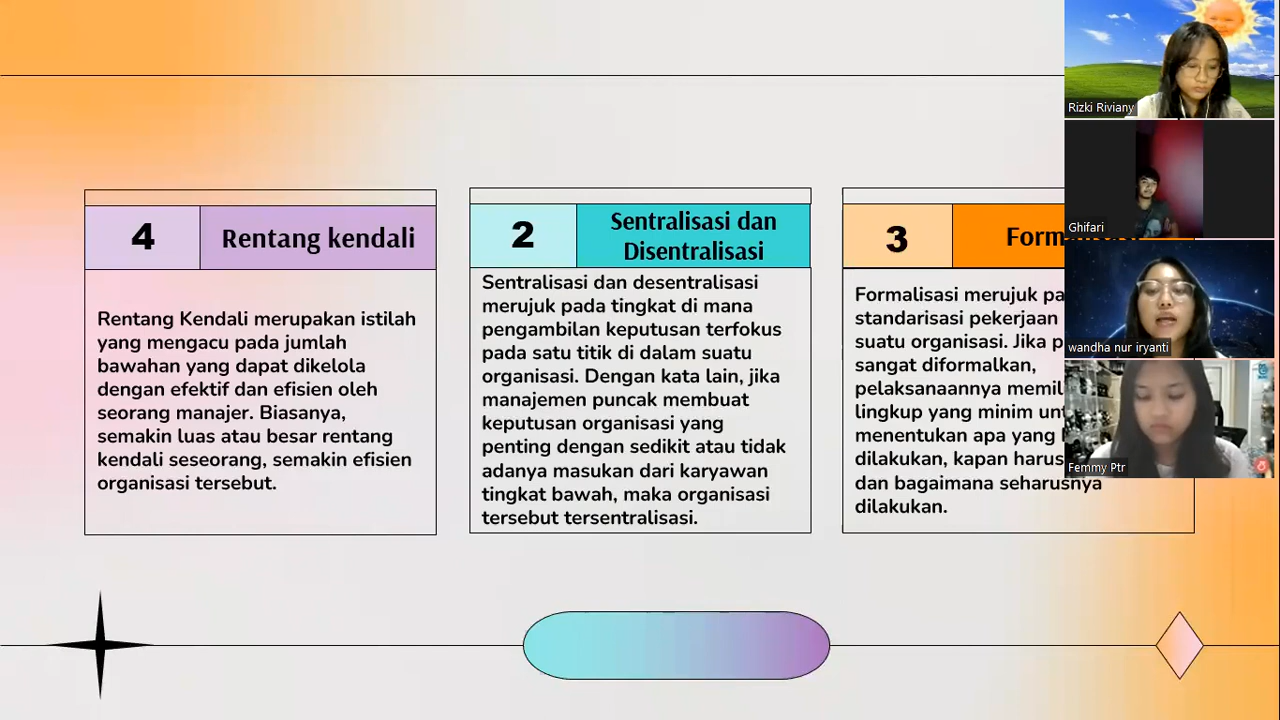 4
Rentang kendali
Rentang Kendali merupakan istilah
yang mengacu pada jumlah
bawahan yang dapat dikelola
dengan efektif dan efisien oleh
seorang manajer. Biasanya,
semakin luas atau besar rentang
kendali seseorang, semakin efisien
organisasi tersebut.
2
Sentralisasi dan
Disentralisasi
Sentralisasi dan desentralisasi
merujuk pada tingkat di mana
pengambilan keputusan terfokus
pada satu titik di dalam suatu
organisasi. Dengan kata lain, jika
manajemen puncak membuat
keputusan organisasi yang
penting dengan sedikit atau tidak
adanya masukan dari karyawan
tingkat bawah, maka organisasi
tersebut tersentralisasi.
3
Formalisasi merujuk
standarisasi pekerjaan
suatu organisasi. Jika
sangat diformalkan,
pelaksanaannya
lingkup yang minim
menentukan apa yang
dilakukan, kapan harus
dan bagaimana seharusnya
dilakukan.
Rizki Riviany
Ghifari
wandha nur iryanti
Femmy Ptr